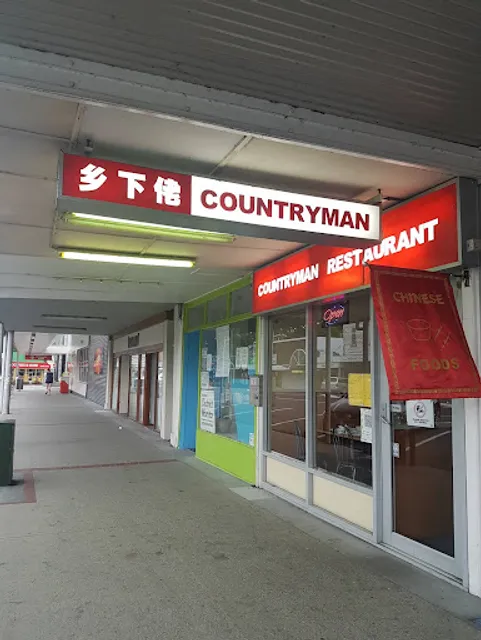 乡下佬 COUNTRYMAN
COUNTRYMAN RESTAURANT
Open
CHINESE
FOODS